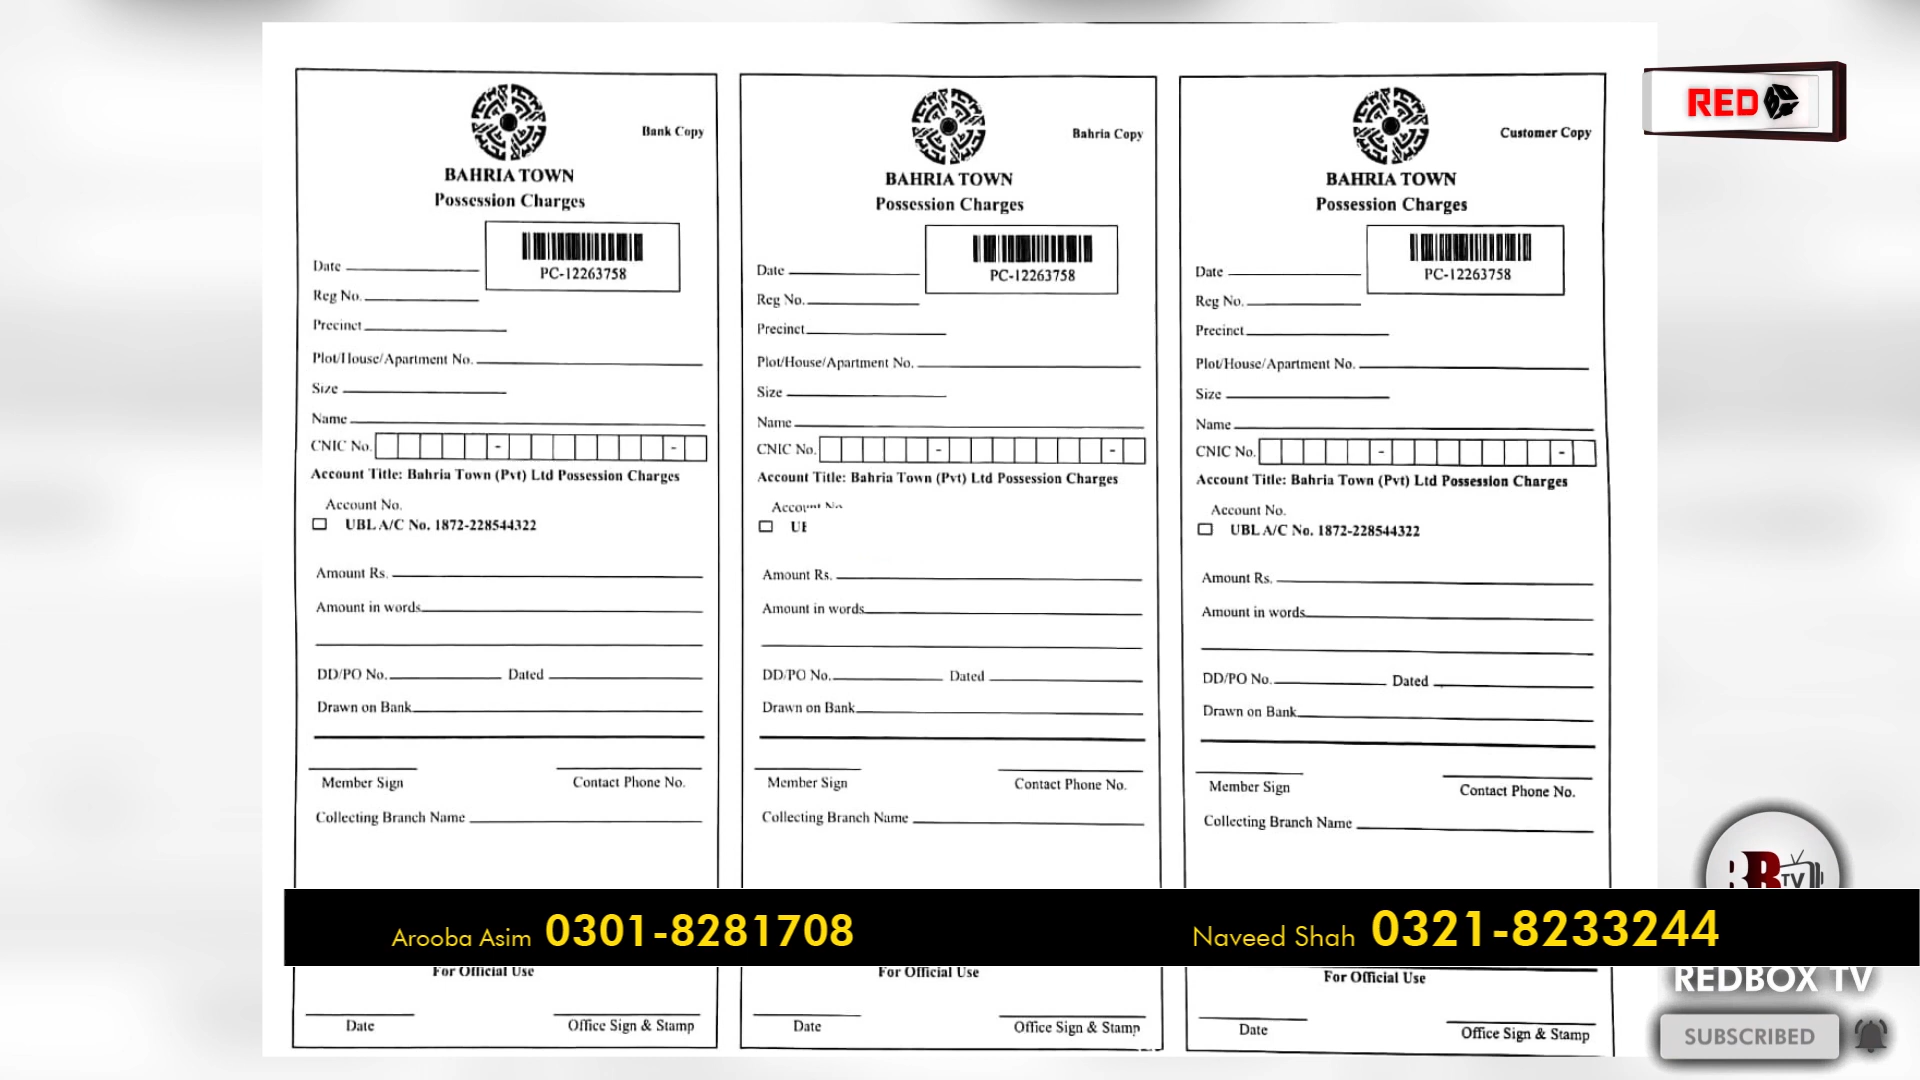 Bank Copy
BAHRIA TOWN
Possession Charges
PC-12263758
Date
Reg No.
Precinct
Plot/House/Apartment No.
Size
Name
CNIC No. - -
Account Title: Bahria Town (Pvt) Ltd Possession Charges
Account No.
UBL A/C No. 1872-228544322
Amount Rs.
Amount in words
DD/PO No. Dated
Drawn on Bank
Member Sign Contact Phone No.
Collecting Branch Name
For Official Use
Date Office Sign & Stamp
Bahria Copy
BAHRIA TOWN
Possession Charges
PC-12263758
Date
Reg No.
Precinct
Plot/House/Apartment No.
Size
Name
CNIC No. - -
Account Title: Bahria Town (Pvt) Ltd Possession Charges
Account No.
Amount Rs.
Amount in words
DD/PO No. Dated
Drawn on Bank
Member Sign Contact Phone No.
Collecting Branch Name
For Official Use
Date Office Sign & Stamp
Customer Copy
BAHRIA TOWN
Possession Charges
PC-12263758
Date
Reg No.
Precinct
Plot/House/Apartment No.
Size
Name
CNIC No. - -
Account Title: Bahria Town (Pvt) Ltd Possession Charges
Account No.
UBL A/C No. 1872-228544322
Amount Rs.
Amount in words
DD/PO No. Dated
Drawn on Bank
Member Sign Contact Phone No.
Collecting Branch Name
For Official Use
Date Office Sign & Stamp
RED
TV
Arooba Asim 0301-8281708 Naveed Shah 0321-8233244
REDBOX TV
SUBSCRIBED